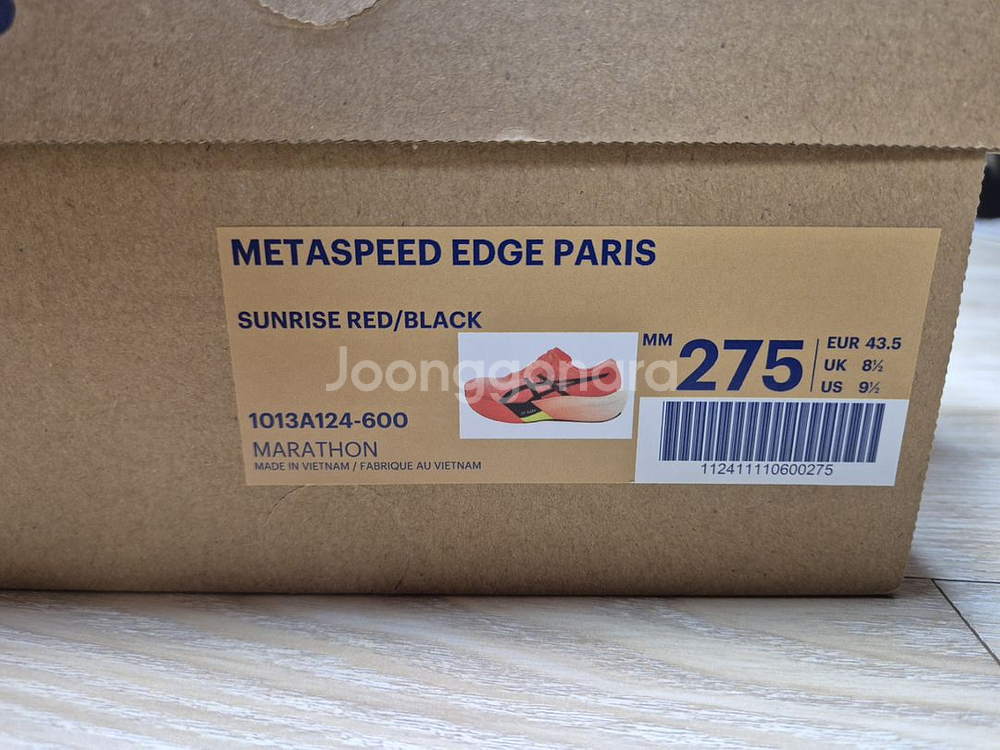 METASPEED EDGE PARIS
SUNRISE RED/BLACK
MM 275
EUR 43.5
UK 8½
US 9½
Joonggonara
1013A124-600
MARATHON
MADE IN VIETNAM / FABRIQUE AU VIETNAM
112411110600275